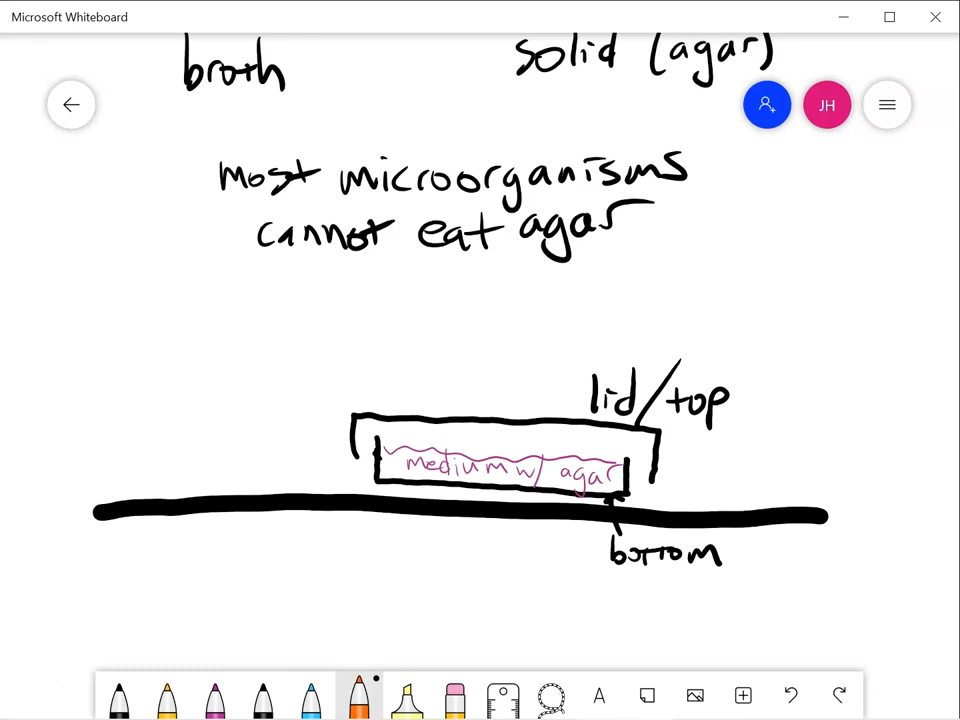 Microsoft Whiteboard
broth
solid (agar)
JH
most microorganisms
cannot eat agar
lid/top
medium w/ agar
bottom
A